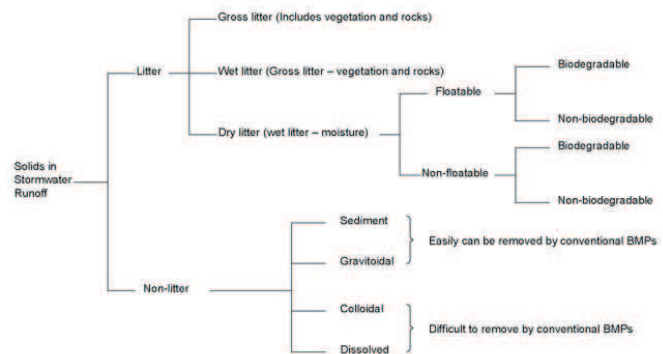 Gross litter (Includes vegetation and rocks)
Litter
Wet litter (Gross litter – vegetation and rocks)
Dry litter (wet litter – moisture)
Floatable
Biodegradable
Non-biodegradable
Non-floatable
Biodegradable
Non-biodegradable
Solids in
Stormwater
Runoff
Non-litter
Sediment
Gravitoidal
Easily can be removed by conventional BMPs
Colloidal
Dissolved
Difficult to remove by conventional BMPs